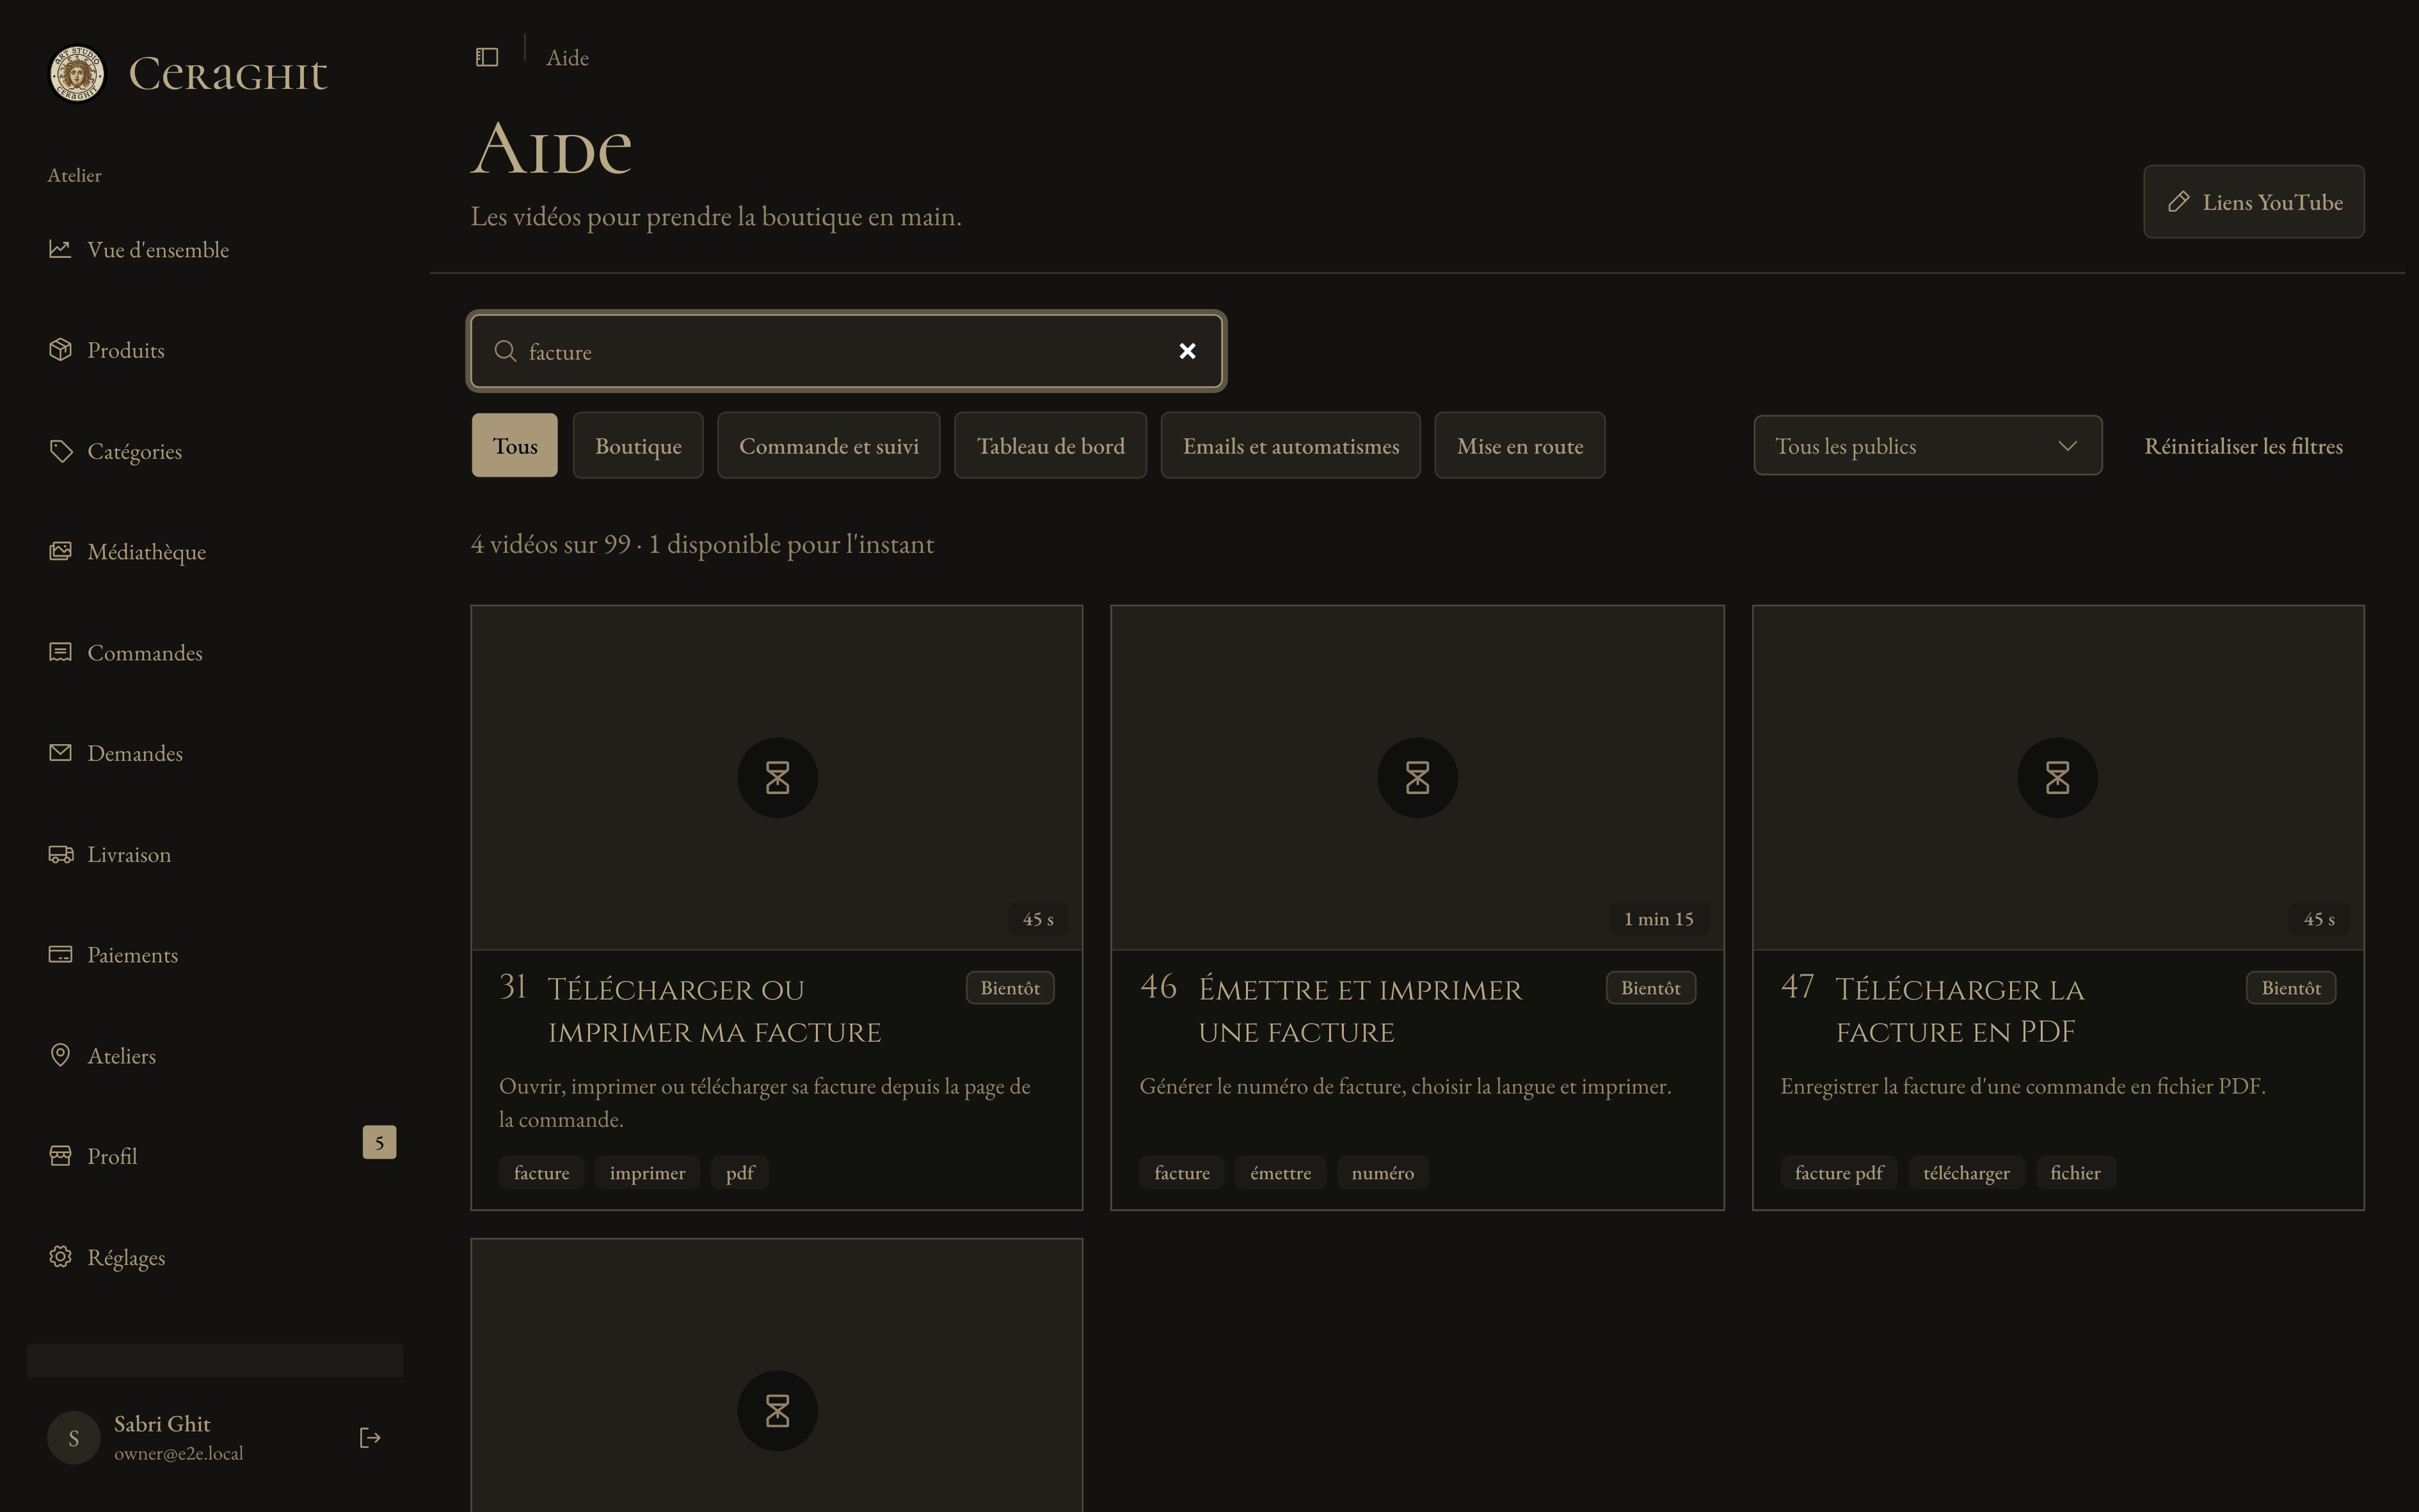 ART STUDIO
CERAGHIT
Ceraghit
Atelier
Vue d'ensemble
Produits
Catégories
Médiathèque
Commandes
Demandes
Livraison
Paiements
Ateliers
Profil
5
Réglages
S
Sabri Ghit
owner@e2e.local
Aide
Aide
Les vidéos pour prendre la boutique en main.
Liens YouTube
facture
Tous
Boutique
Commande et suivi
Tableau de bord
Emails et automatismes
Mise en route
Tous les publics
Réinitialiser les filtres
4 vidéos sur 99 · 1 disponible pour l'instant
45 s
31
Télécharger ou
imprimer ma facture
Bientôt
Ouvrir, imprimer ou télécharger sa facture depuis la page de
la commande.
facture
imprimer
pdf
1 min 15
46
Émettre et imprimer
une facture
Bientôt
Générer le numéro de facture, choisir la langue et imprimer.
facture
émettre
numéro
45 s
47
Télécharger la
facture en PDF
Bientôt
Enregistrer la facture d'une commande en fichier PDF.
facture pdf
télécharger
fichier